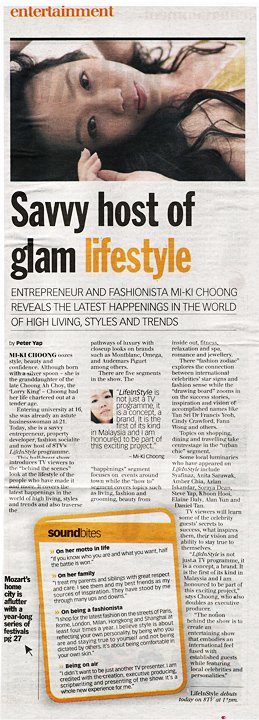 entertainment
Savvy host of
glam lifestyle
ENTREPRENEUR AND FASHIONISTA MI-KI CHOONG
REVEALS THE LATEST HAPPENINGS IN THE WORLD
OF HIGH LIVING, STYLES AND TRENDS
by Peter Yap
MI-KI CHOONG oozes
style, beauty and
confidence. Although born
with a silver spoon – she is
the granddaughter of the
late Choong Ah Choy, the
"Lorry King" of Ipoh –
her life chartered out at a
tender age.
Entering university at 16,
she was already an astute
businesswoman at 21.
Today, she is a savvy
entrepreneur, property
developer, fashion socialite
and now host of 8TV's
LifeInStyle programme.
This half-hour show
introduces TV viewers to
the "behind the scenes"
look at the lifestyle of the
people who have made it
and more. It covers the
latest happenings in the
world of high living, styles
and trends and also traverse
the
pathways of luxury with
closeup looks on brands
such as Montblanc, Omega,
and Audemars Piguet
among others.
There are five segments
in the show. The
"LifeInStyle is
not just a TV
programme, it
is a concept, a
brand. It is the
first of its kind
in Malaysia and I am
honoured to be part of
this exciting project."
– Mi-Ki Choong
"happenings" segment
focuses on events around
town while the "how to"
segment covers topics such
as living, fashion and
grooming, beauty from
inside out, fitness,
relaxation and spa,
romance and jewellery.
There "fashion zodiac"
explores the connection
between international
celebrities' star signs and
fashion sense while the
"drawing board" touches
on the success stories,
inspiration and vision of
accomplished names like
Tan Sri Dr Francis Yeoh,
Cindy Crawford, Fann
Wong and others.
Topics on shopping,
dining and travelling take
centrestage in the "urban
chic" segment.
Some local luminaries
who have appeared on
LifeInStyle include
Amber Chia, Aslan
Steve Yap, Khoon Hooi,
Elaine Daly, Alan Yun and
Daniel Tan.
TV viewers will learn
some of the celebrity
guests' secrets to
success, what inspires
them, their vision and
ability to stay true to
themselves.
"LifeInStyle is not
just a TV programme, it
is a concept, a brand. It
is the first of its kind in
Malaysia and I am
honoured to be part of
this exciting project,"
says Choong, who also
doubles as executive
producer.
"The notion
behind the show is to
create an
entertaining
show that
embodies an
international feel
fused with
established guests
while featuring
local celebrities and
personalities."
LifeInStyle debuts
today on 8TV at
Mozart's
home
city is
aflutter
with a
year-long
series of
festivals
pg 27
soundbites
» On her motto in life
"If you know who you are and what you want, half
the battle is won."
» On her family
"I treat my parents and siblings with great respect
and care. I see them and my best friends as my
sources of inspiration. They have stood by me
through many ups and downs."
» On being a fashionista
"I shop for the latest fashion on the streets of Paris,
Rome, London, Milan, Hongkong and Shanghai at
least four times a year. I believe style is about
reflecting your own personality, by being who you
are and staying true to yourself and not being
dictated by others. It's about being comfortable in
your own skin."
» Being on air
"I didn't want to be just another TV presenter. I am
credited with the creation, executive producing,
scriptwriting and presenting of the show. It's a
whole new experience for me."